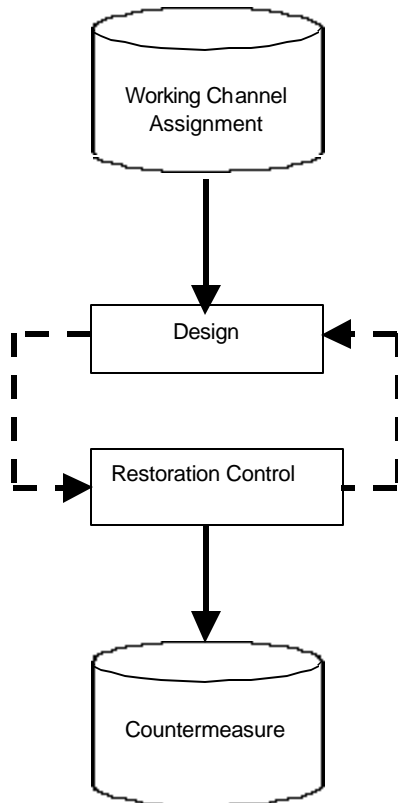 Working Channel
Assignment
Design
Restoration Control
Countermeasure